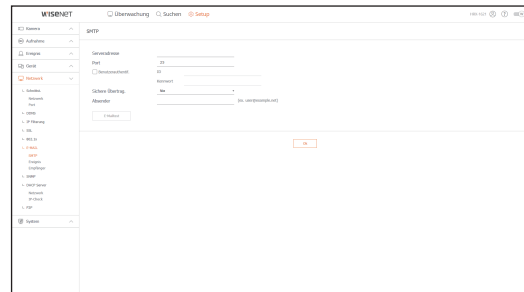 WISENET
Überwachung Suchen Setup
Kamera
Aufnahme
Ereignis
Gerät
Netzwerk
Schnittst.
Netzwerk
Port
DDNS
IP Filterung
SSL
802.1x
E-MAIL
SMTP
Ereignis
Empfänger
SNMP
DHCP Server
Netzwerk
IP-Check
P2P
System
SMTP
Serveradresse
Port 25
Benutzerauthentifi. ID
Kennwort
Sichere Übertrag. Nie
Absender (ex. user@example.net)
E-Mailtest
OK